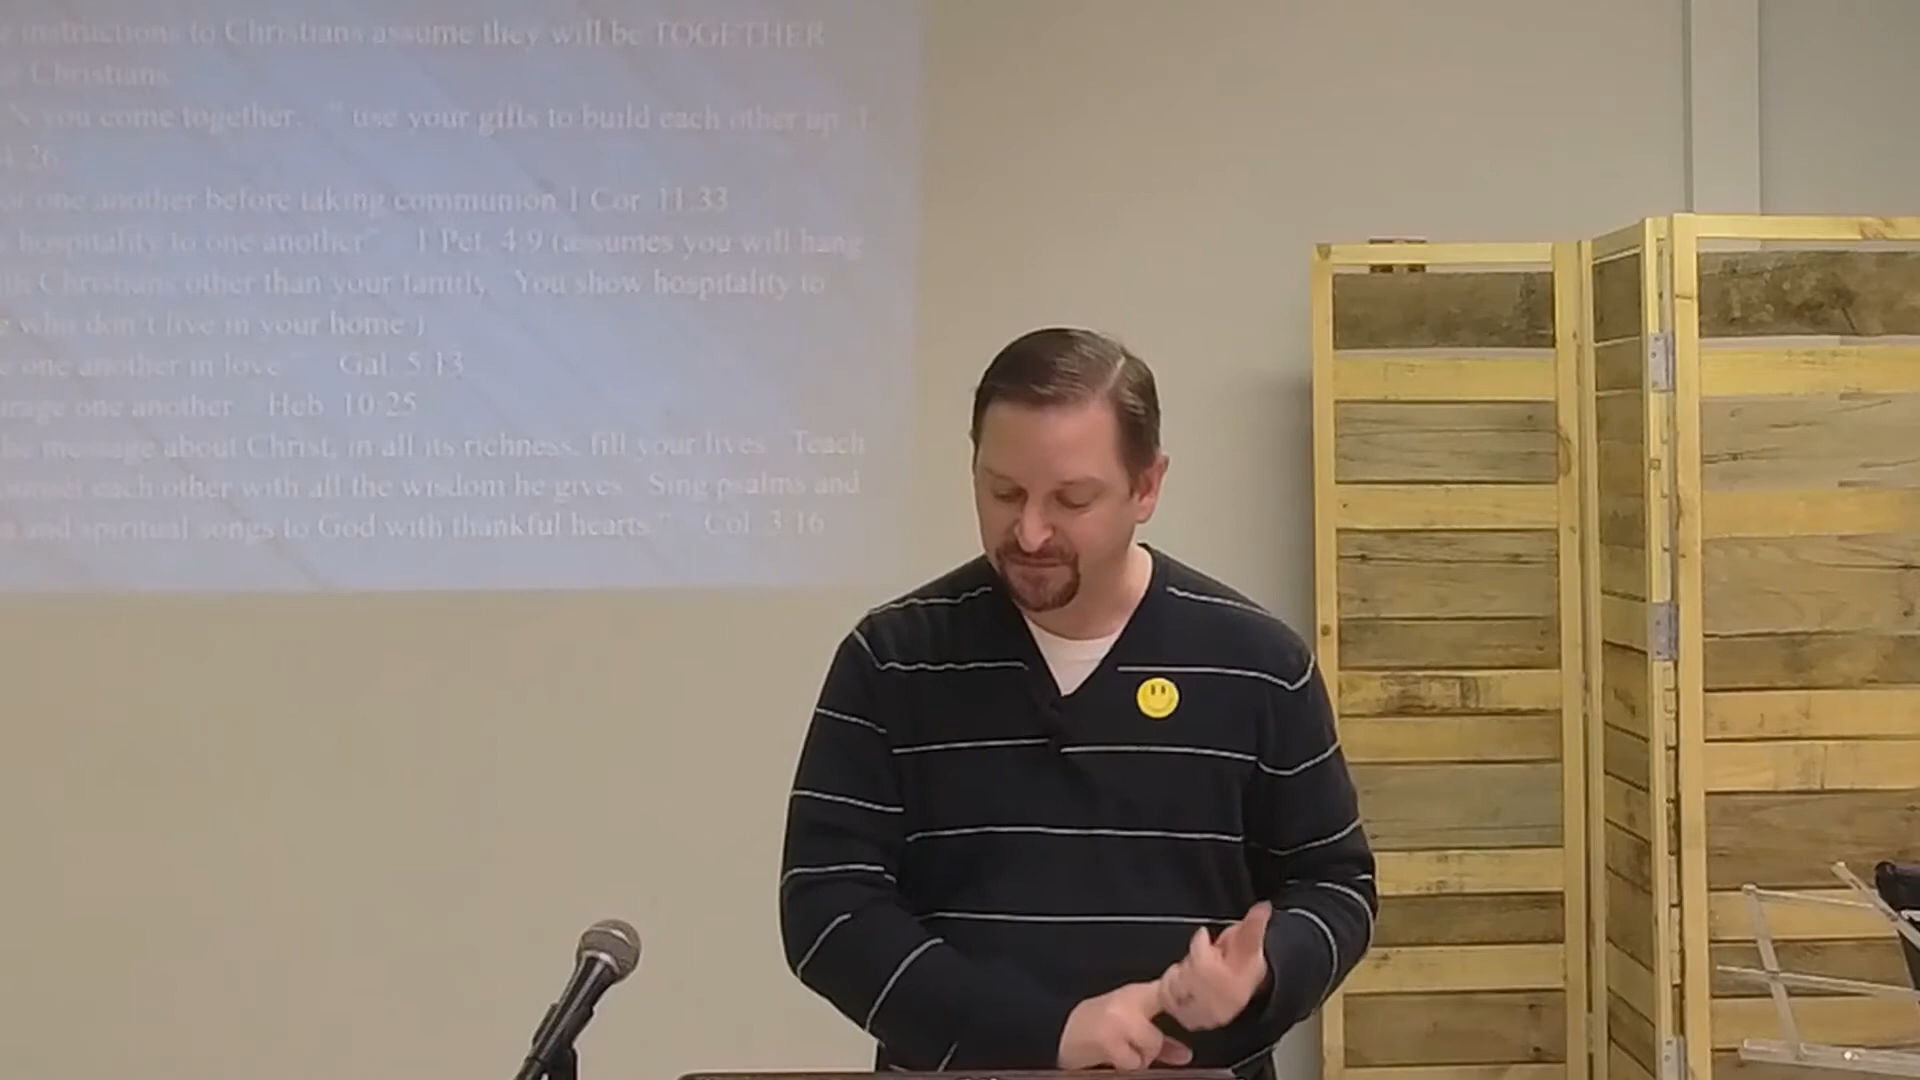 instructions to Christians assume they will be TOGETHER
Christians.
you come together. " use your gifts to build each other up. 1
4:26
or one another before taking communion 1 Cor. 11:33
hospitality to one another" 1 Pet. 4:9 (assumes you will hang
Christians other than your family. You show hospitality to
who don't live in your home.)
one another in love" Gal. 5:13
one another Heb. 10:25
he message about Christ, in all its richness, fill your lives. Teach
each other with all the wisdom he gives. Sing psalms and
and spiritual songs to God with thankful hearts." Col. 3:16